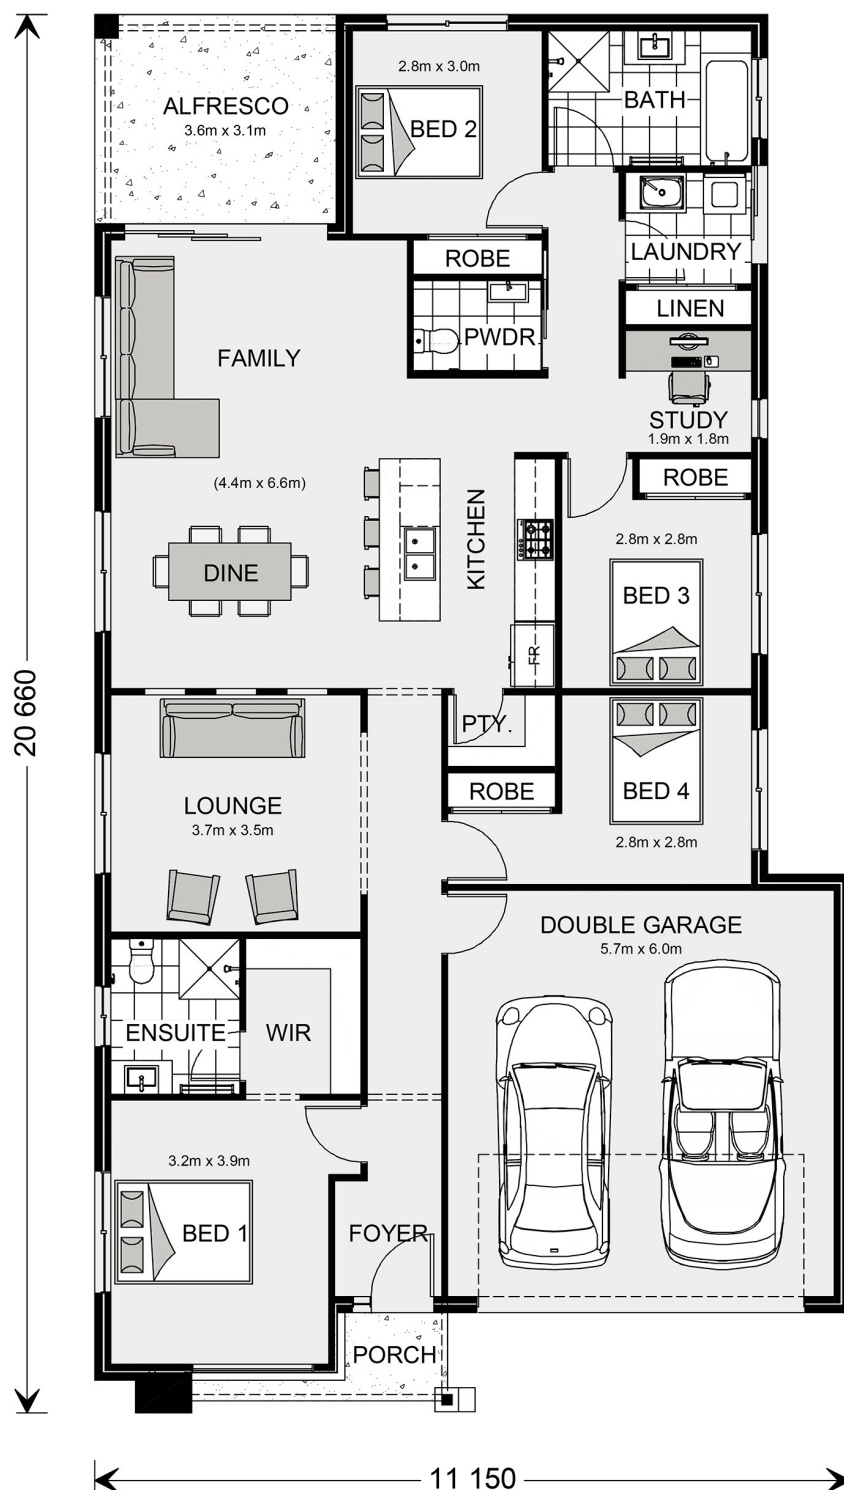 ALFRESCO
3.6m x 3.1m
2.8m x 3.0m
BED 2
BATH
ROBE
LAUNDRY
LINEN
PWDR
FAMILY
STUDY
1.9m x 1.8m
ROBE
(4.4m x 6.6m)
KITCHEN
2.8m x 2.8m
DINE
BED 3
FR
20 660
PTY.
ROBE
BED 4
LOUNGE
3.7m x 3.5m
2.8m x 2.8m
DOUBLE GARAGE
5.7m x 6.0m
ENSUITE
WIR
3.2m x 3.9m
BED 1
FOYER
PORCH
11 150